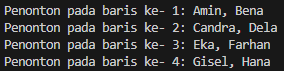 Penonton pada baris ke- 1: Amin, Bena
Penonton pada baris ke- 2: Candra, Dela
Penonton pada baris ke- 3: Eka, Farhan
Penonton pada baris ke- 4: Gisel, Hana